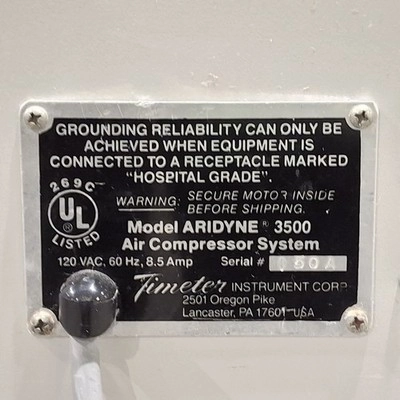 GROUNDING RELIABILITY CAN ONLY BE
ACHIEVED WHEN EQUIPMENT IS
CONNECTED TO A RECEPTACLE MARKED
"HOSPITAL GRADE".
269C
UL
LISTED
WARNING: SECURE MOTOR INSIDE
BEFORE SHIPPING.
Model ARIDYNE® 3500
Air Compressor System
120 VAC, 60 Hz, 8.5 Amp Serial #
Timeter INSTRUMENT CORP
2501 Oregon Pike
Lancaster, PA 17601 USA